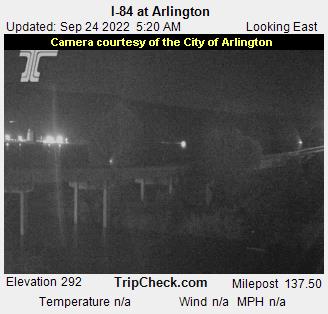 I-84 at Arlington
Updated: Sep 24 2022 5:20 AM Looking East
Camera courtesy of the City of Arlington
Elevation 292 TripCheck.com Milepost 137.50
Temperature n/a Wind n/a MPH n/a